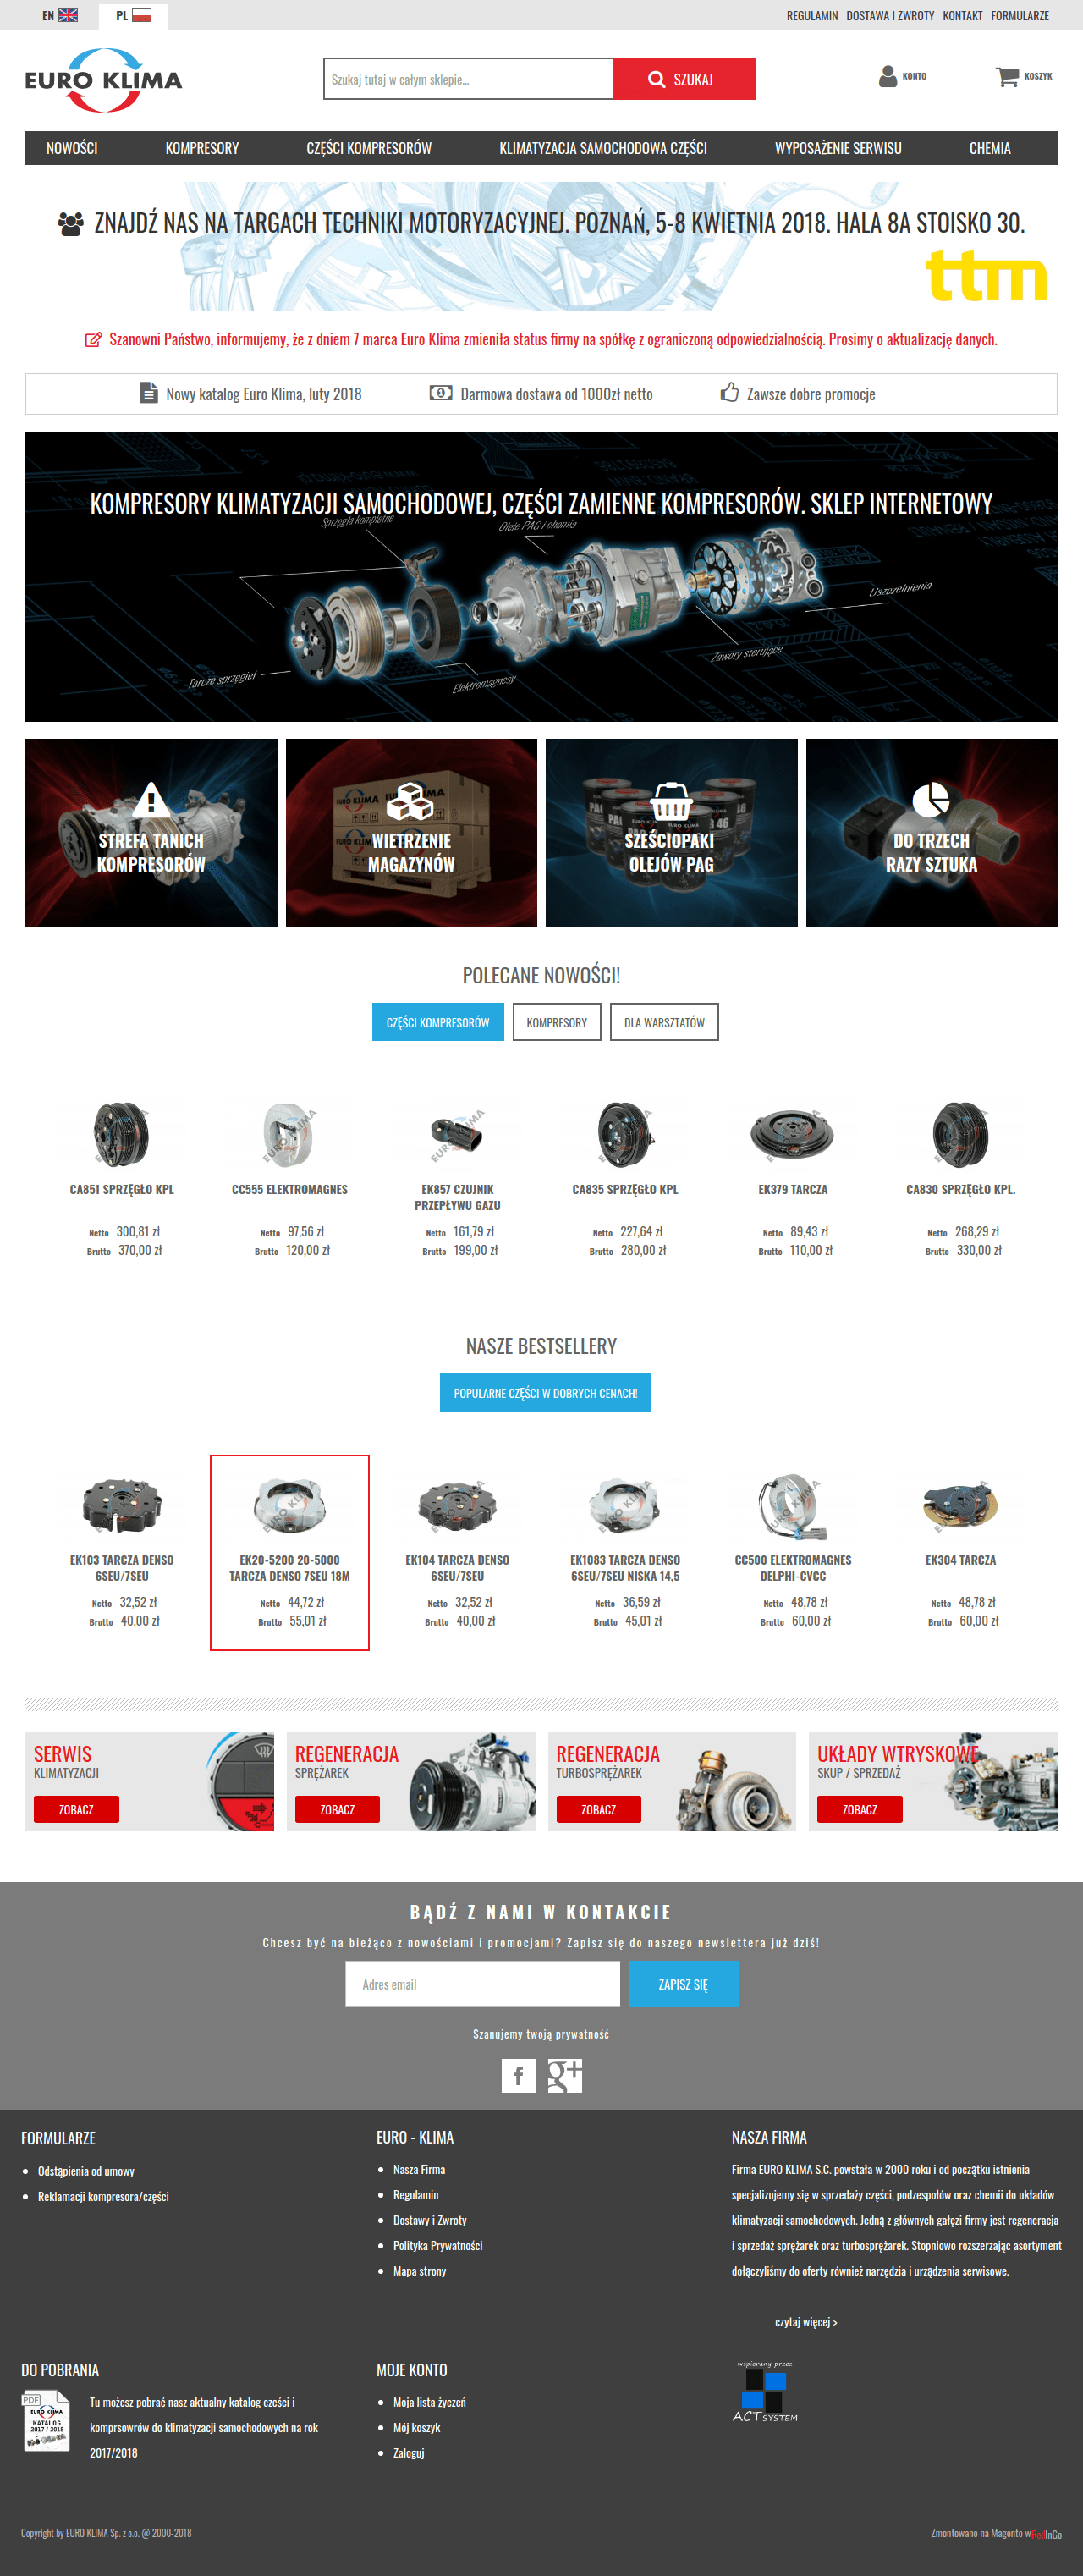 EN PL REGULAMIN DOSTAWA I ZWROTY KONTAKT FORMULARZE
EURO KLIMA
Szukaj tutaj w całym sklepie...
SZUKAJ
KONTO
KOSZYK
NOWOŚCI KOMPRESORY CZĘŚCI KOMPRESORÓW KLIMATYZACJA SAMOCHODOWA CZĘŚCI WYPOSAŻENIE SERWISU CHEMIA
ZNAJDŹ NAS NA TARGACH TECHNIKI MOTORYZACYJNEJ. POZNAŃ, 5-8 KWIETNIA 2018. HALA 8A STOISKO 30.
ttm
Szanowni Państwo, informujemy, że z dniem 7 marca Euro Klima zmieniła status firmy na spółkę z ograniczoną odpowiedzialnością. Prosimy o aktualizację danych.
Nowy katalog Euro Klima, luty 2018
Darmowa dostawa od 1000zł netto
Zawsze dobre promocje
KOMPRESORY KLIMATYZACJI SAMOCHODOWEJ, CZĘŚCI ZAMIENNE KOMPRESORÓW. SKLEP INTERNETOWY
Sprzęgła kompletne
Oleje PAG i chemia
Uszczelnienia
Zawory sterujące
Tarcze sprzęgieł
Elektromagnesy
STREFA TANICH
KOMPRESORÓW
WIETRZENIE
MAGAZYNÓW
SZEŚCIOPAKI
OLEJÓW PAG
DO TRZECH
RAZY SZTUKA
POLECANE NOWOŚCI!
CZĘŚCI KOMPRESORÓW KOMPRESORY DLA WARSZTATÓW
CA851 SPRZĘGŁO KPL
Netto 300,81 zł
Brutto 370,00 zł
CC555 ELEKTROMAGNES
Netto 97,56 zł
Brutto 120,00 zł
EK857 CZUJNIK
PRZEPŁYWU GAZU
Netto 161,79 zł
Brutto 199,00 zł
CA835 SPRZĘGŁO KPL
Netto 227,64 zł
Brutto 280,00 zł
EK379 TARCZA
Netto 89,43 zł
Brutto 110,00 zł
CA830 SPRZĘGŁO KPL.
Netto 268,29 zł
Brutto 330,00 zł
NASZE BESTSELLERY
POPULARNE CZĘŚCI W DOBRYCH CENACH!
EK103 TARCZA DENSO
6SEU/7SEU
Netto 32,52 zł
Brutto 40,00 zł
EK20-5200 20-5000
TARCZA DENSO 7SEU 18M
Netto 44,72 zł
Brutto 55,01 zł
EK104 TARCZA DENSO
6SEU/7SEU
Netto 32,52 zł
Brutto 40,00 zł
EK1083 TARCZA DENSO
6SEU/7SEU NISKA 14,5
Netto 36,59 zł
Brutto 45,01 zł
CC500 ELEKTROMAGNES
DELPHI-CVCC
Netto 48,78 zł
Brutto 60,00 zł
EK304 TARCZA
Netto 48,78 zł
Brutto 60,00 zł
SERWIS
KLIMATYZACJI
ZOBACZ
REGENERACJA
SPRĘŻAREK
ZOBACZ
REGENERACJA
TURBOSPRĘŻAREK
ZOBACZ
UKŁADY WTRYSKOWE
SKUP / SPRZEDAŻ
ZOBACZ
BĄDŹ Z NAMI W KONTAKCIE
Chcesz być na bieżąco z nowościami i promocjami? Zapisz się do naszego newslettera już dziś!
Adres email
ZAPISZ SIĘ
Szanujemy twoją prywatność
f g+
FORMULARZE
Odstąpienia od umowy
Reklamacji kompresora/części
EURO - KLIMA
Nasza Firma
Regulamin
Dostawy i Zwroty
Polityka Prywatności
Mapa strony
NASZA FIRMA
Firma EURO KLIMA S.C. powstała w 2000 roku i od początku istnienia
specjalizujemy się w sprzedaży części, podzespołów oraz chemii do układów
klimatyzacji samochodowych. Jedną z głównych gałęzi firmy jest regeneracja
i sprzedaż sprężarek oraz turbosprężarek. Stopniowo rozszerzając asortyment
dołączyliśmy do oferty również narzędzia i urządzenia serwisowe.
czytaj więcej >
DO POBRANIA
PDF
EURO KLIMA
KATALOG
2017 / 2018
Tu możesz pobrać nasz aktualny katalog cześci i
komprsowrów do klimatyzacji samochodowych na rok
2017/2018
MOJE KONTO
Moja lista życzeń
Mój koszyk
Zaloguj
wspierany przez
ACT SYSTEM
Copyright by EURO KLIMA Sp. z o.o. @ 2000-2018
Zmontowano na Magento w RedInGo